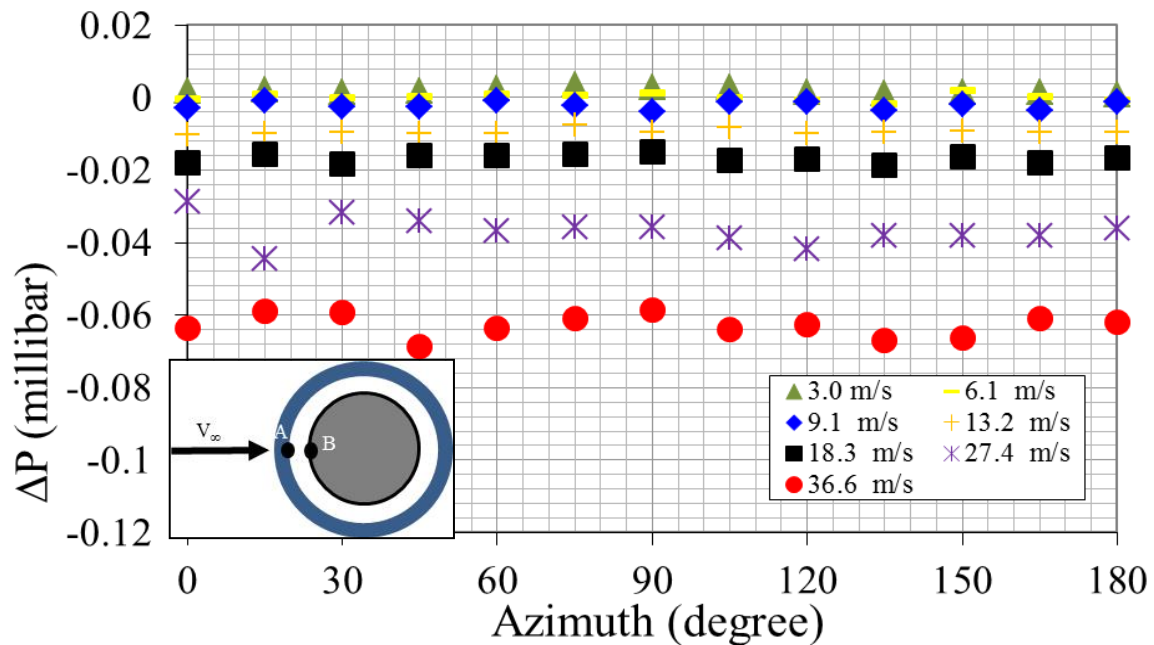 0.02
0
-0.02
-0.04
-0.06
-0.08
-0.1
-0.12
ΔP (millibar)
V∞
A
B
3.0 m/s
6.1 m/s
9.1 m/s
13.2 m/s
18.3 m/s
27.4 m/s
36.6 m/s
0 30 60 90 120 150 180
Azimuth (degree)